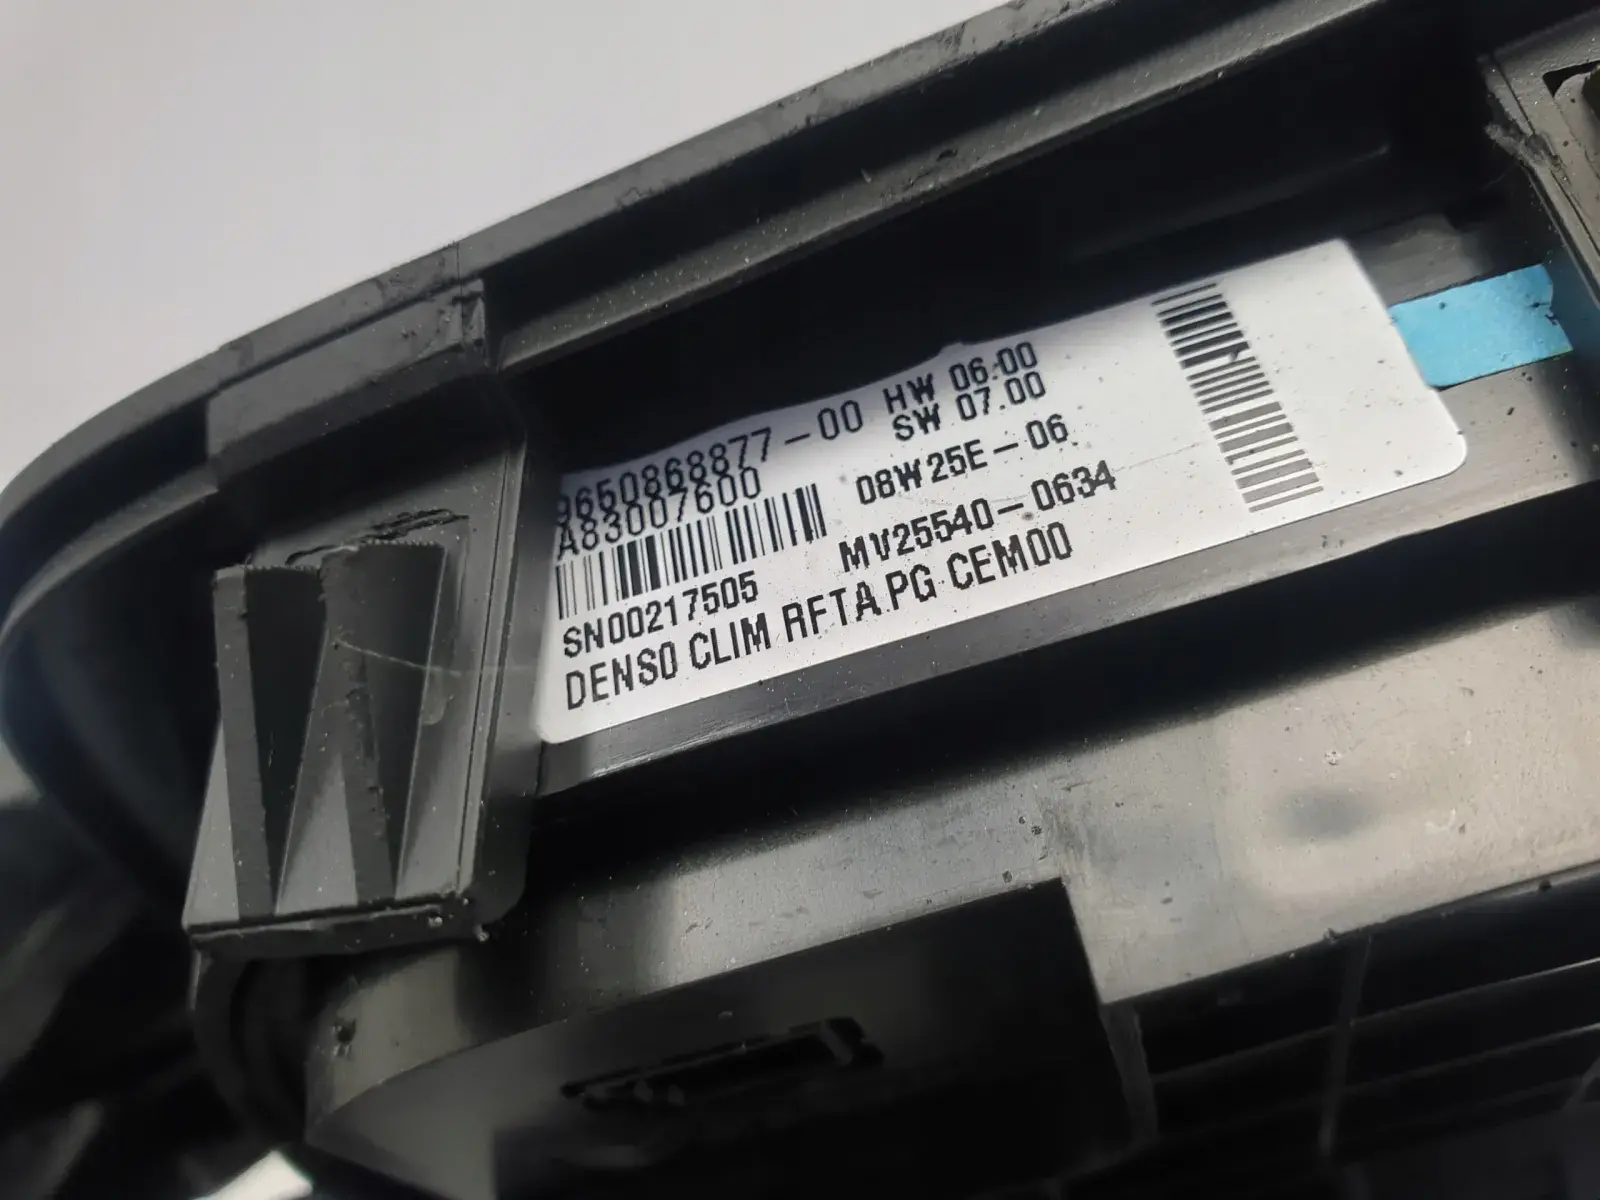 9650868877-00 HW 06.00
SW 07.00
A83007600
08W25E-06
SN00217505 MV25540-0634
DENSO CLIM RFTA PG CEM00